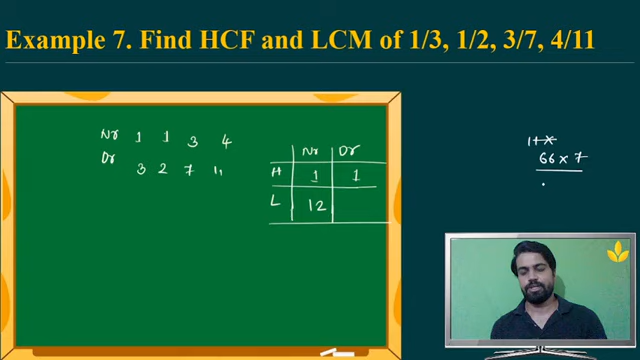 Example 7. Find HCF and LCM of 1/3, 1/2, 3/7, 4/11
Nr 1 1 3 4
Dr 3 2 7 11
Nr Dr
H 1 1
L 12
66 x 7